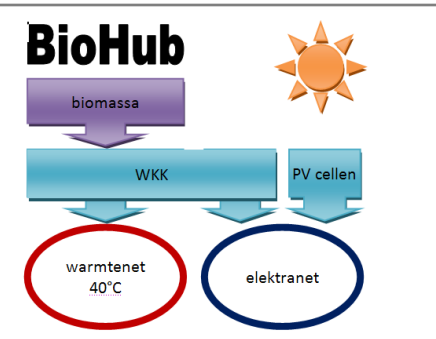 BioHub
biomassa
WKK
PV cellen
warmtenet
40°C
elektranet